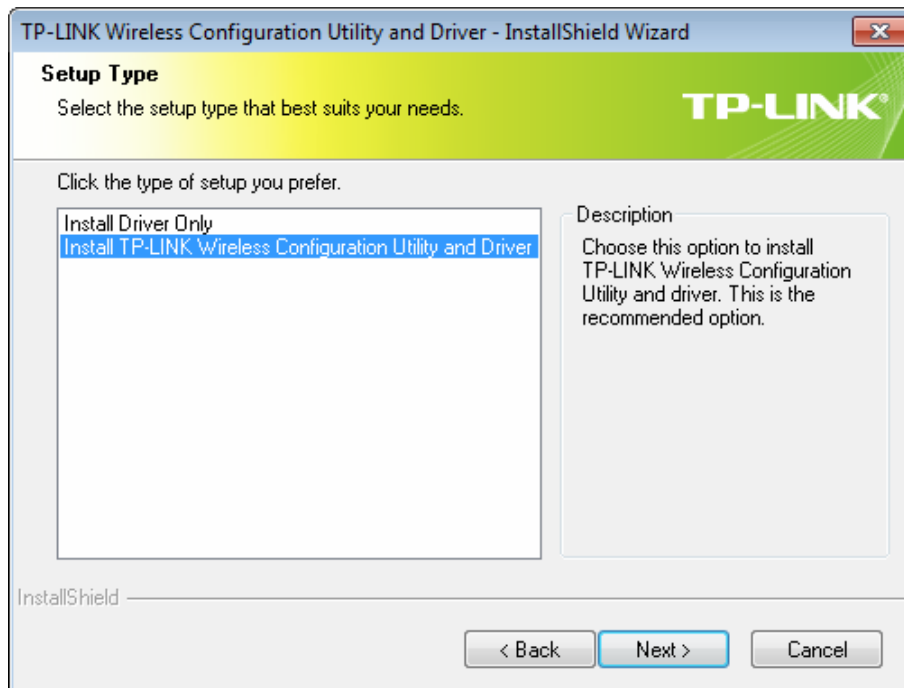 TP-LINK Wireless Configuration Utility and Driver - InstallShield Wizard
Setup Type
Select the setup type that best suits your needs.
TP-LINK®
Click the type of setup you prefer.
Install Driver Only
Install TP-LINK Wireless Configuration Utility and Driver
Description
Choose this option to install
TP-LINK Wireless Configuration
Utility and driver. This is the
recommended option.
InstallShield
< Back
Next >
Cancel